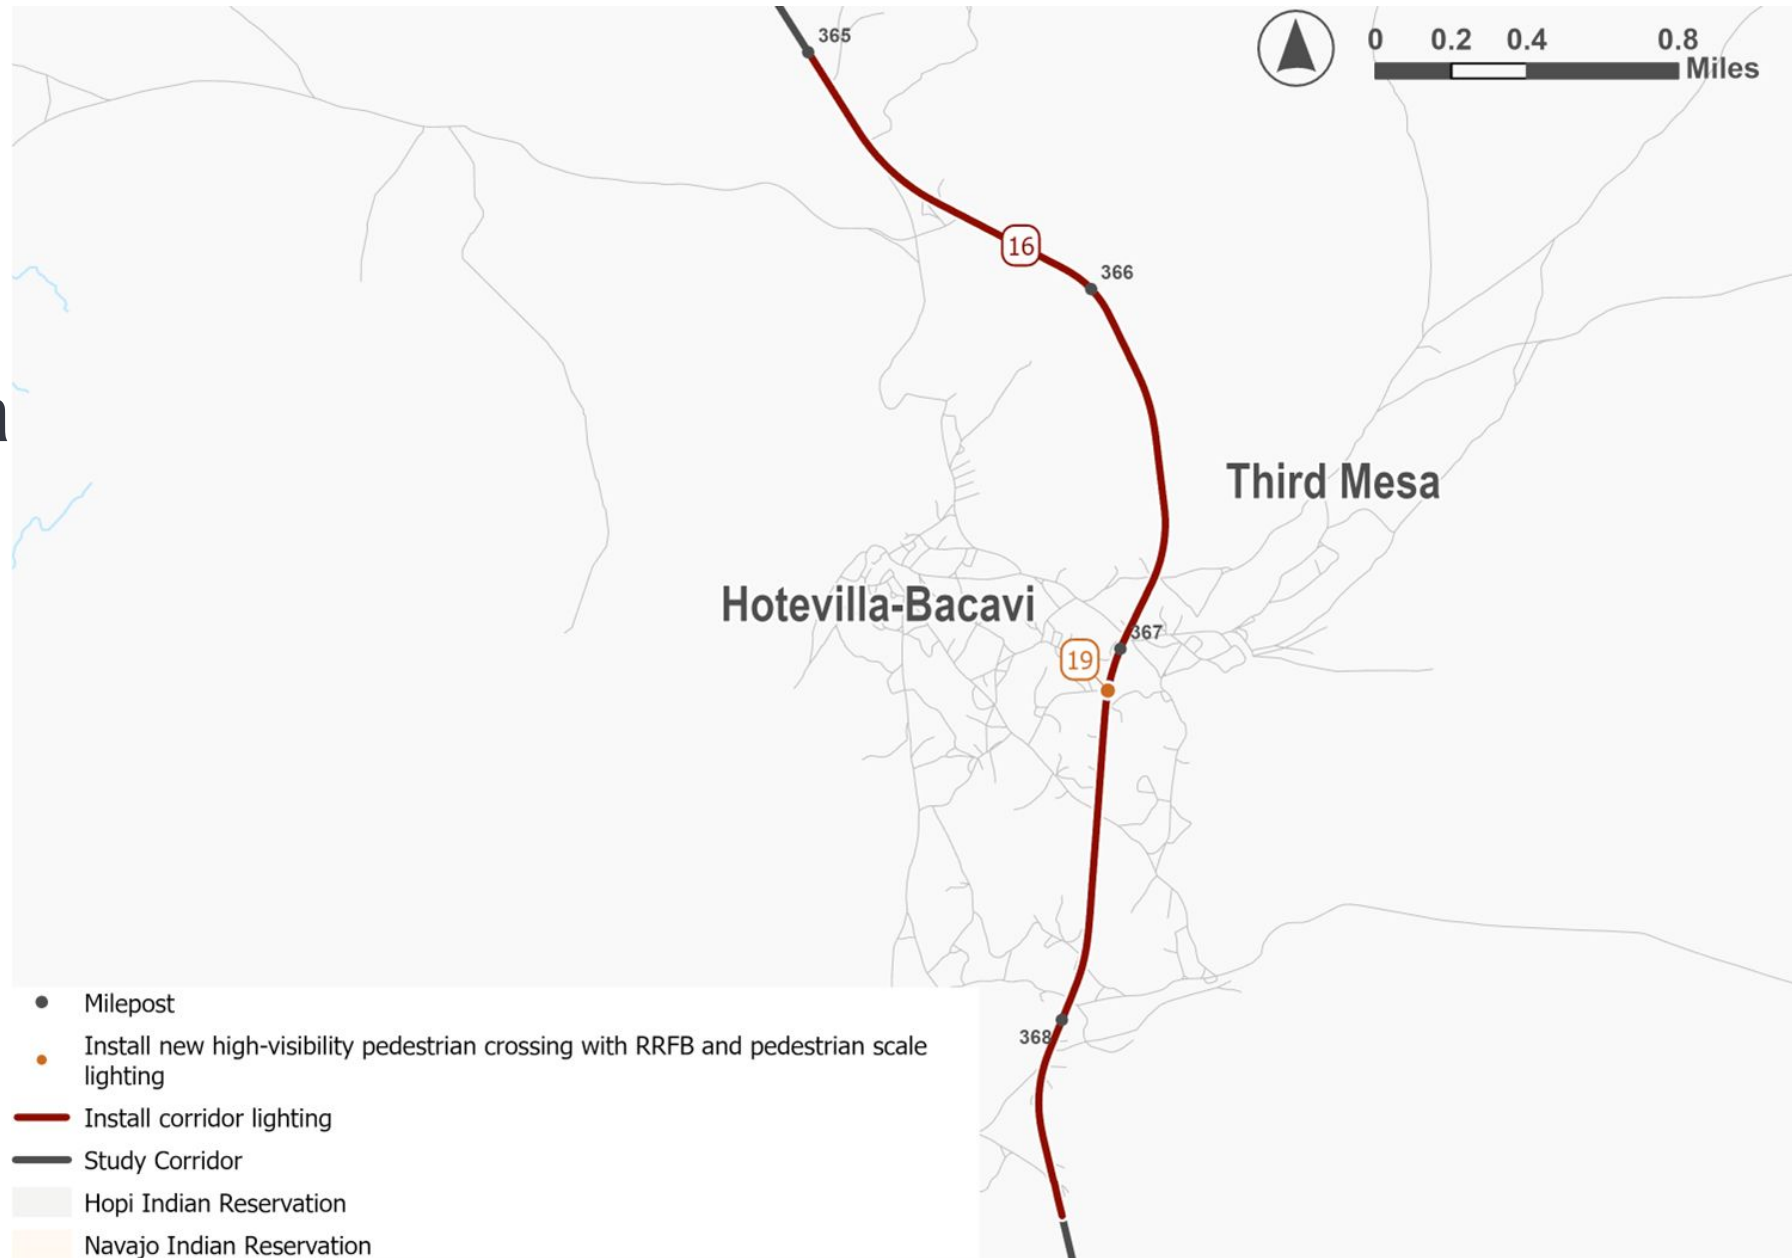 365
0 0.2 0.4 0.8
Miles
16
366
Third Mesa
Hotevilla-Bacavi
367
19
368
Milepost
Install new high-visibility pedestrian crossing with RRFB and pedestrian scale
lighting
Install corridor lighting
Study Corridor
Hopi Indian Reservation
Navajo Indian Reservation